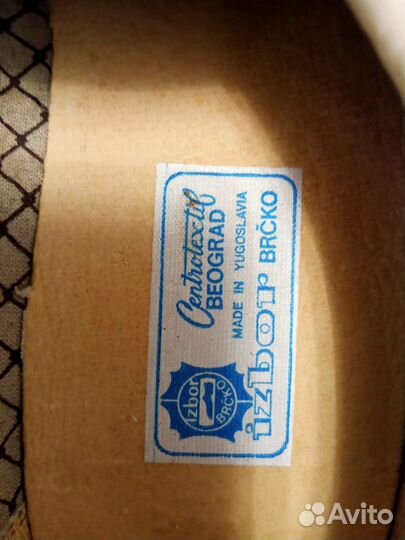 Centrotextil
BEOGRAD
MADE IN YUGOSLAVIA
izbor BRČKO
izbor
BRČKO
Avito